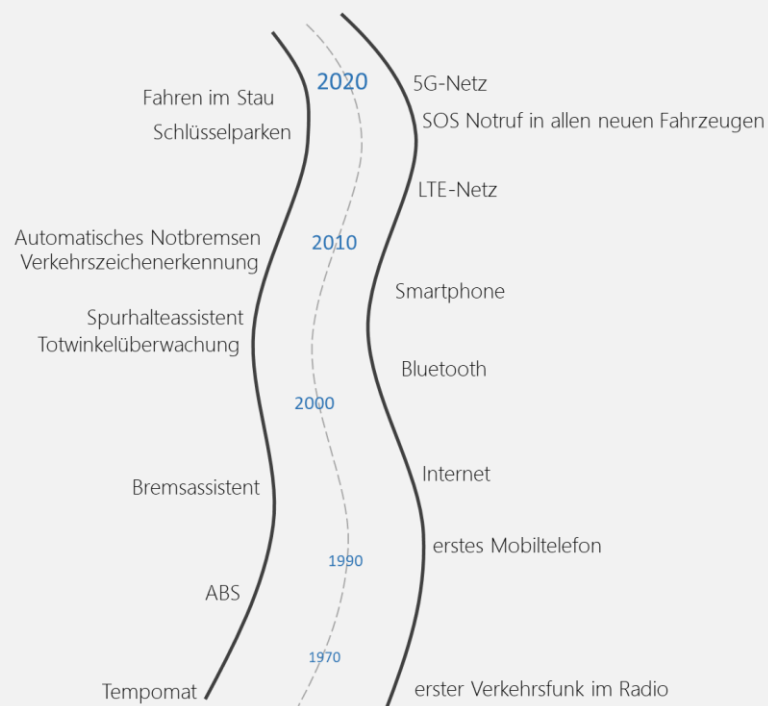 2020
5G-Netz
Fahren im Stau
SOS Notruf in allen neuen Fahrzeugen
Schlüsselparken
LTE-Netz
Automatisches Notbremsen
2010
Verkehrszeichenerkennung
Smartphone
Spurhalteassistent
Totwinkelüberwachung
Bluetooth
2000
Internet
Bremsassistent
erstes Mobiltelefon
1990
ABS
1970
Tempomat
erster Verkehrsfunk im Radio